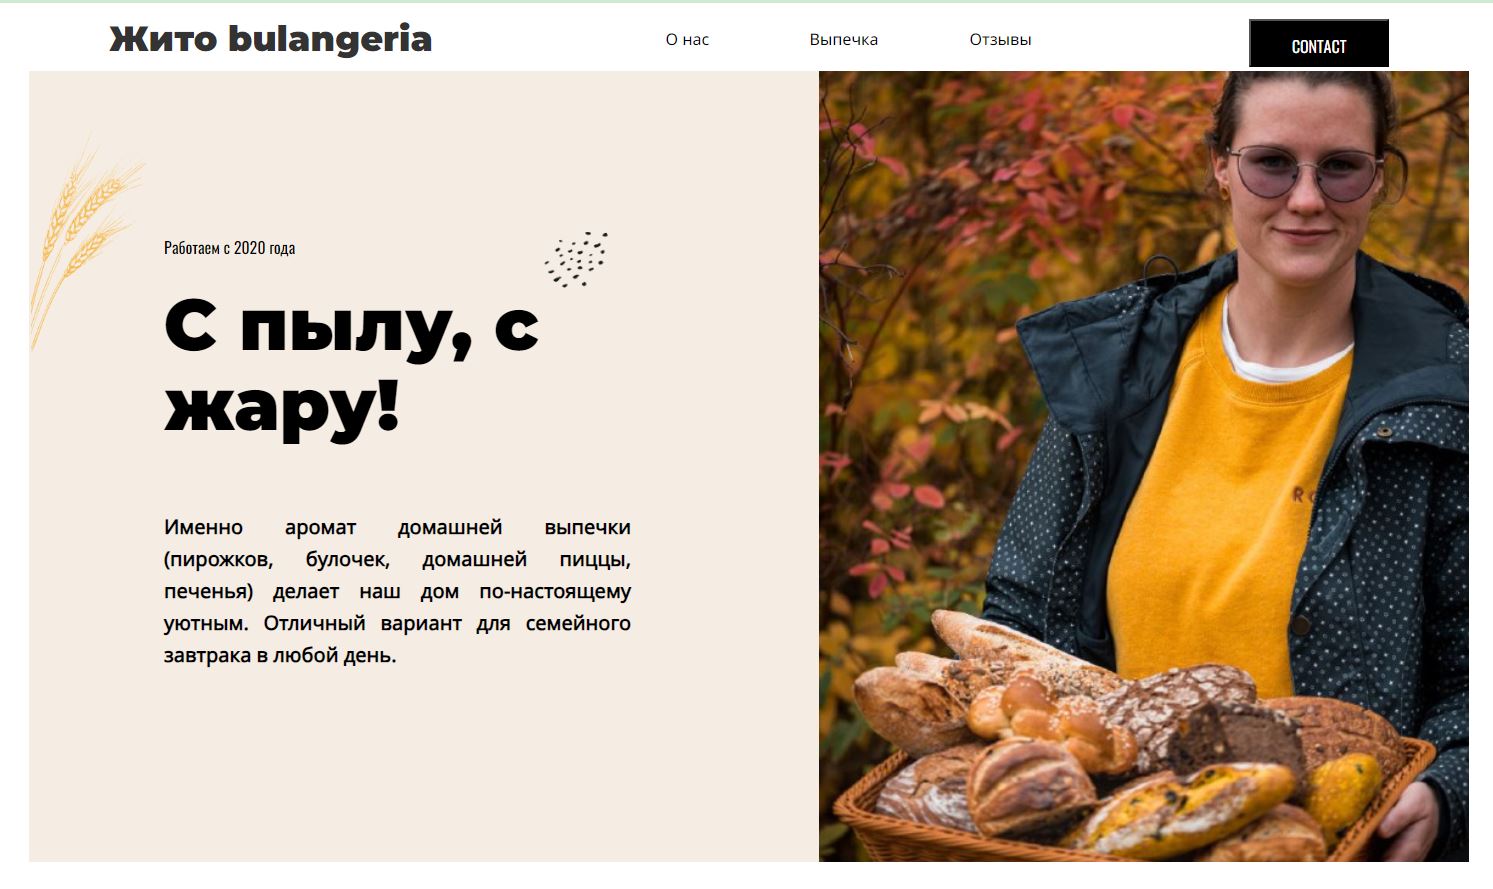 Жито bulangeria
О нас
Выпечка
Отзывы
CONTACT
Работаем с 2020 года
С пылу, с
жару!
Именно аромат домашней выпечки
(пирожков, булочек, домашней пиццы,
печенья) делает наш дом по-настоящему
уютным. Отличный вариант для семейного
завтрака в любой день.